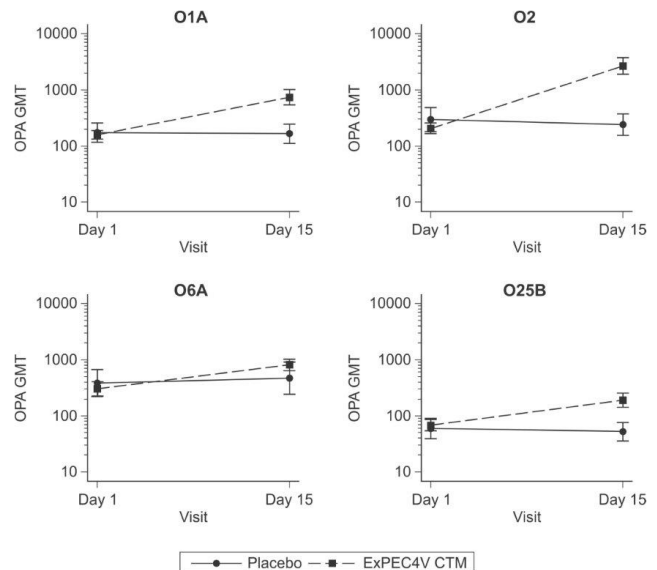 O1A
OPA GMT
10000
1000
100
10
Day 1
Day 15
Visit
O2
OPA GMT
10000
1000
100
10
Day 1
Day 15
Visit
O6A
OPA GMT
10000
1000
100
10
Day 1
Day 15
Visit
O25B
OPA GMT
10000
1000
100
10
Day 1
Day 15
Visit
Placebo
ExPEC4V CTM